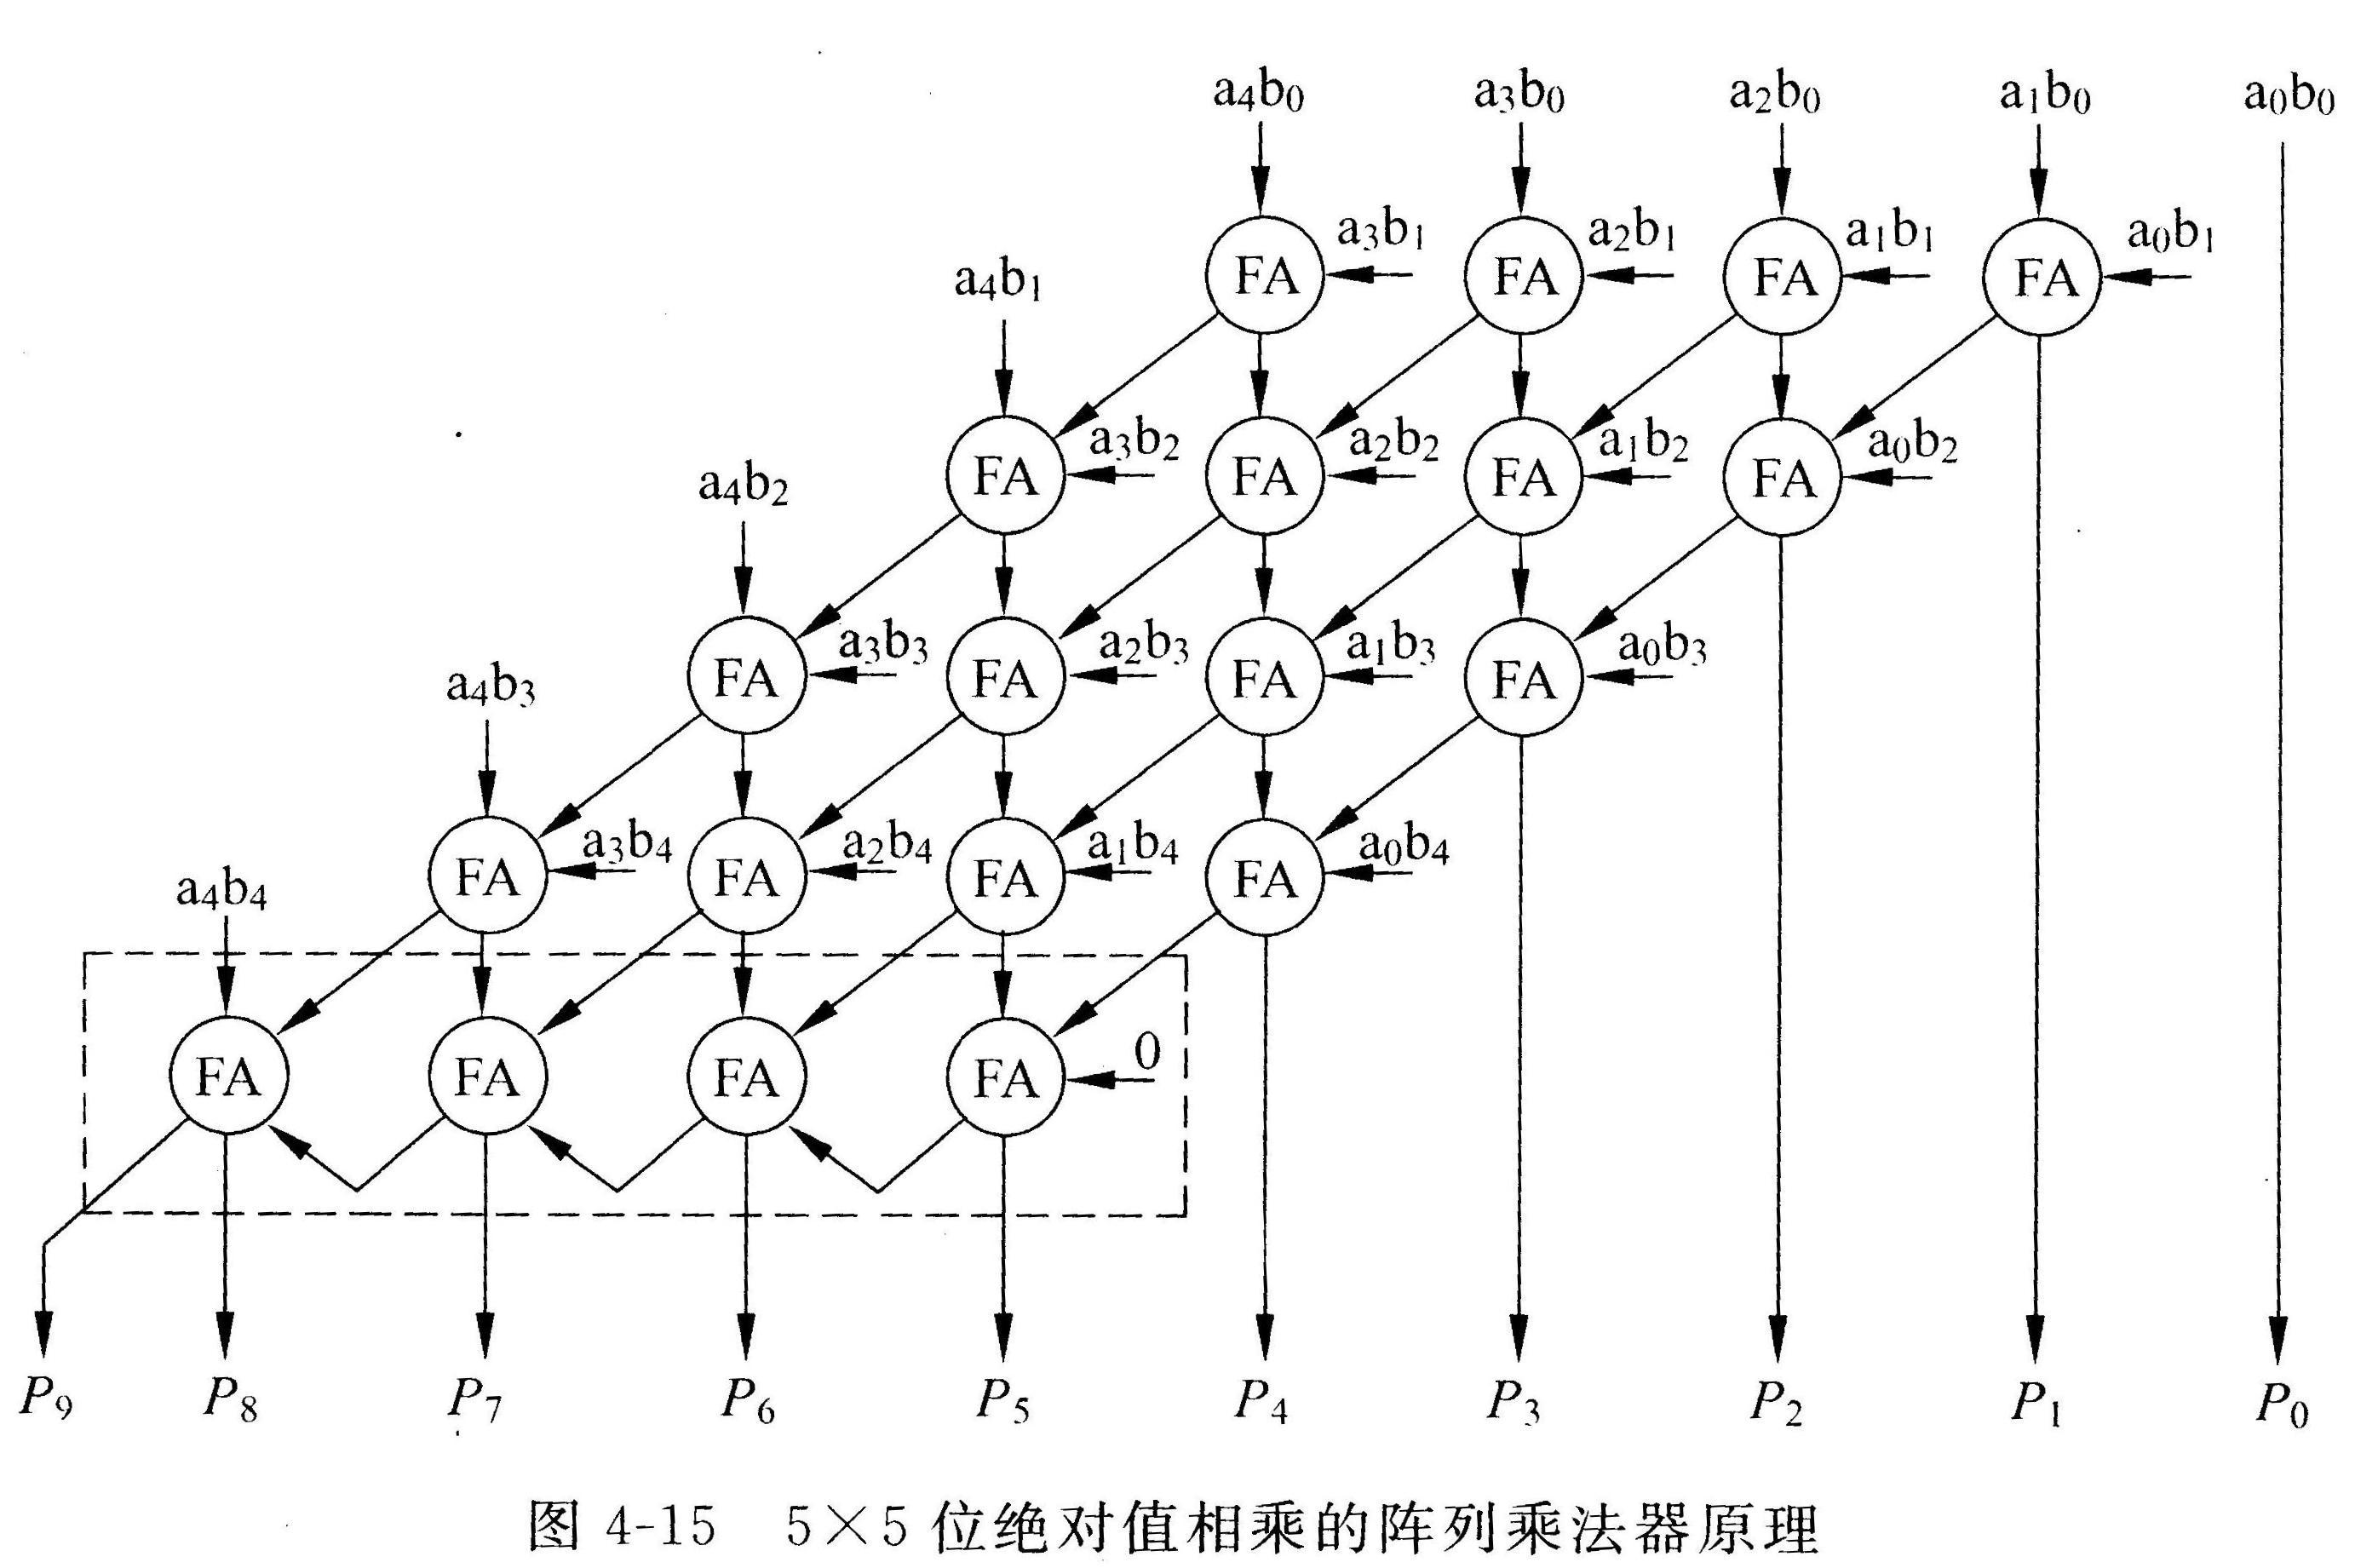 a₄b₀ a₃b₀ a₂b₀ a₁b₀ a₀b₀
a₃b₁ a₂b₁ a₁b₁ a₀b₁
FA FA FA FA
a₄b₁
a₃b₂ a₂b₂ a₁b₂ a₀b₂
FA FA FA FA
a₄b₂
a₃b₃ a₂b₃ a₁b₃ a₀b₃
FA FA FA FA
a₄b₃
a₃b₄ a₂b₄ a₁b₄ a₀b₄
FA FA FA FA
a₄b₄
0
FA FA FA FA
P₉ P₈ P₇ P₆ P₅ P₄ P₃ P₂ P₁ P₀
图 4-15 5×5 位绝对值相乘的阵列乘法器原理